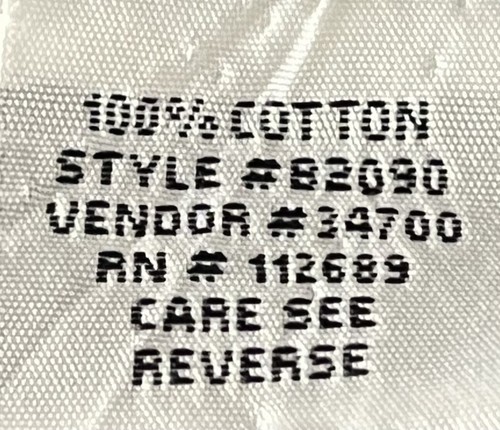 100% COTTON
STYLE #82090
VENDOR #34700
RN # 112689
CARE SEE
REVERSE